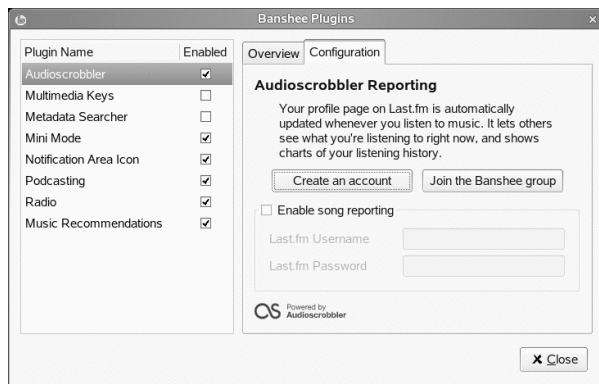 Banshee Plugins
Plugin Name Enabled
Audioscrobbler
Multimedia Keys
Metadata Searcher
Mini Mode
Notification Area Icon
Podcasting
Radio
Music Recommendations
Overview Configuration
Audioscrobbler Reporting
Your profile page on Last.fm is automatically
updated whenever you listen to music. It lets others
see what you're listening to right now, and shows
charts of your listening history.
Create an account Join the Banshee group
Enable song reporting
Last.fm Username
Last.fm Password
Powered by
Audioscrobbler
Close